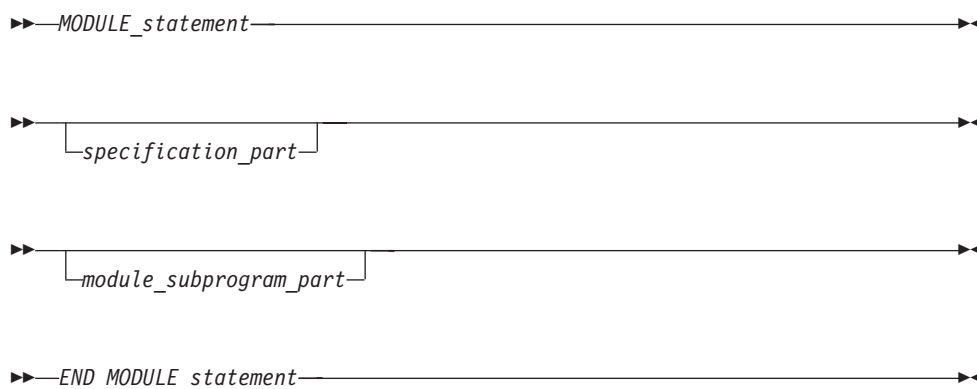 MODULE_statement
specification_part
module_subprogram_part
END MODULE statement